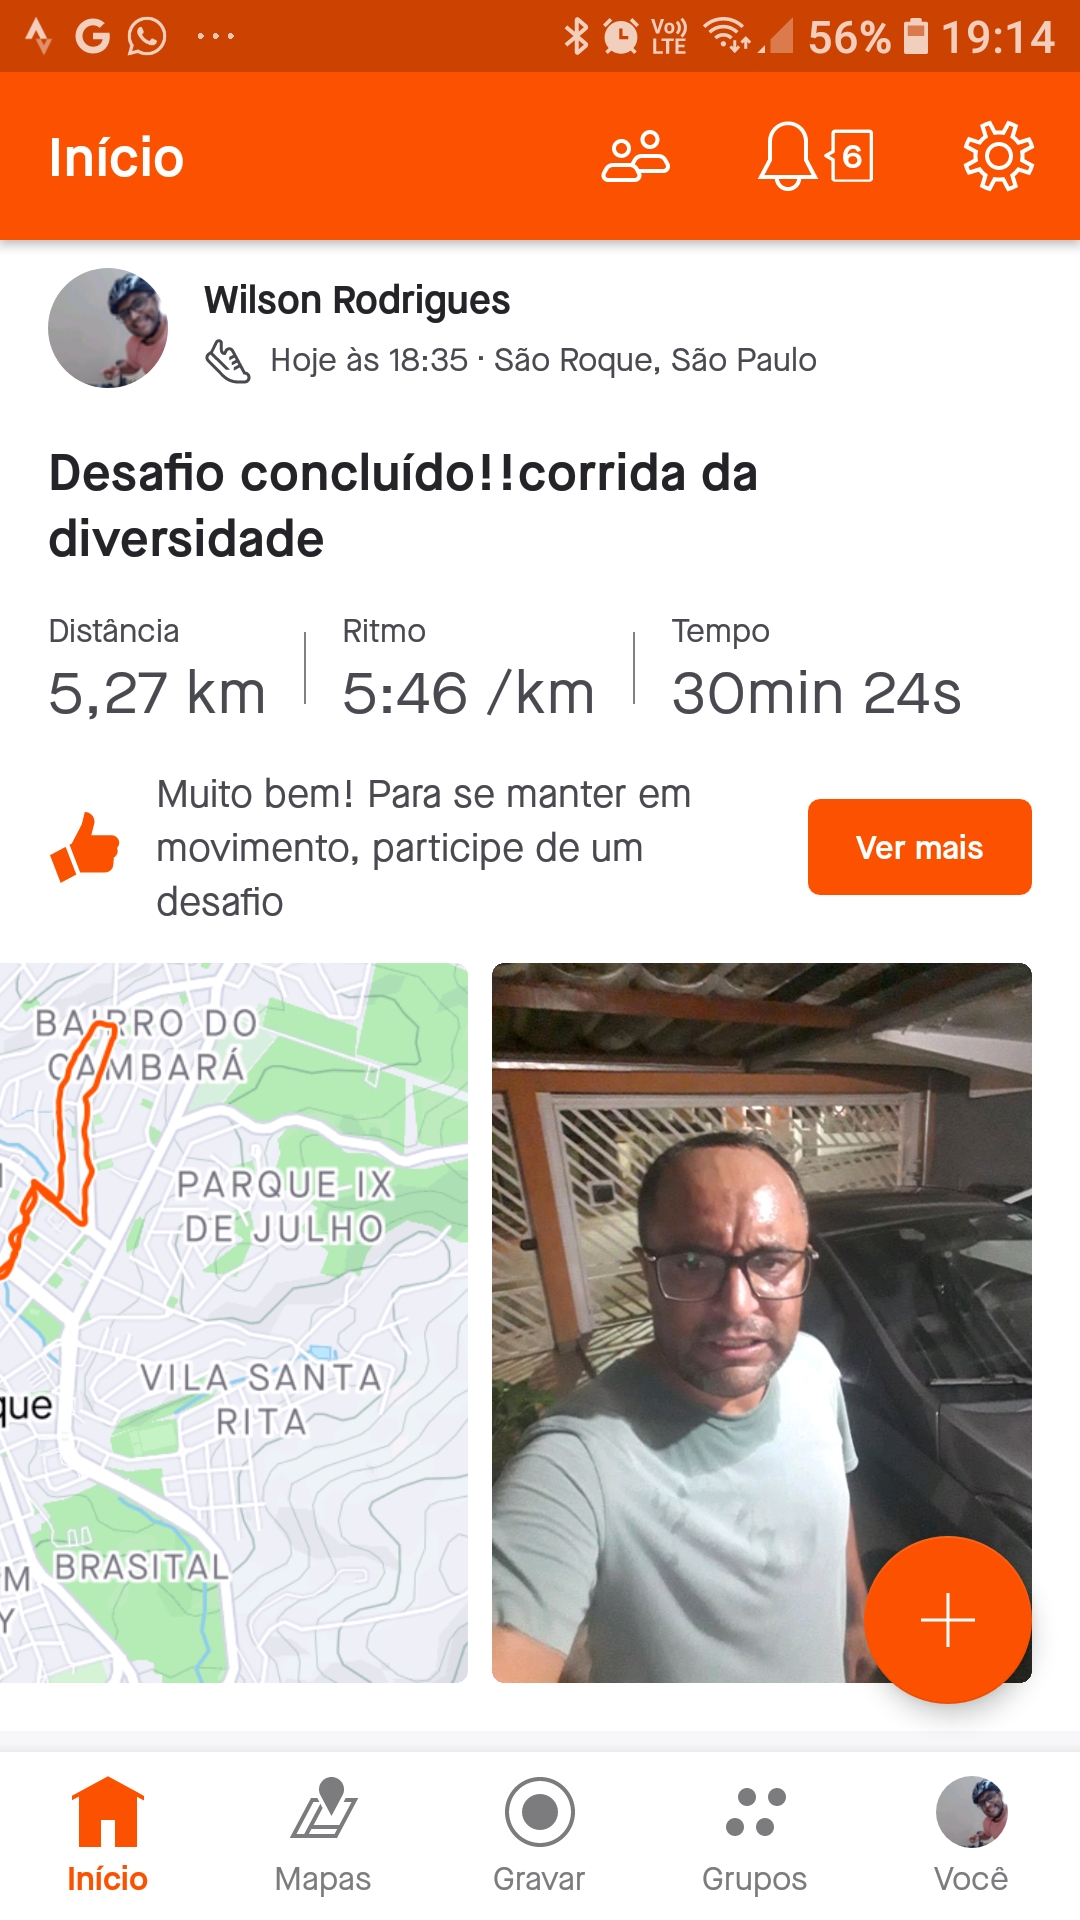 Vo))
LTE
56%
19:14
Início
6
Wilson Rodrigues
Hoje às 18:35 · São Roque, São Paulo
Desafio concluído!!corrida da
diversidade
Distância
Ritmo
Tempo
5,27 km
5:46 /km
30min 24s
Muito bem! Para se manter em
movimento, participe de um
desafio
Ver mais
BAIRRO DO
CAMBARÁ
PARQUE IX
DE JULHO
VILA SANTA
RITA
que
BRASITAL
M
Y
Início
Mapas
Gravar
Grupos
Você